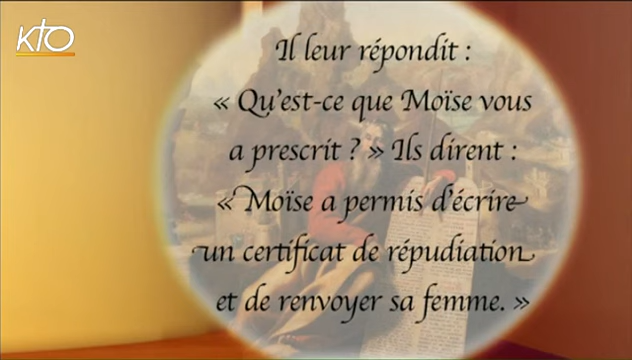 KTO
Il leur répondit :
« Qu'est-ce que Moïse vous
a prescrit ? » Ils dirent :
« Moïse a permis d'écrire
un certificat de répudiation
et de renvoyer sa femme. »